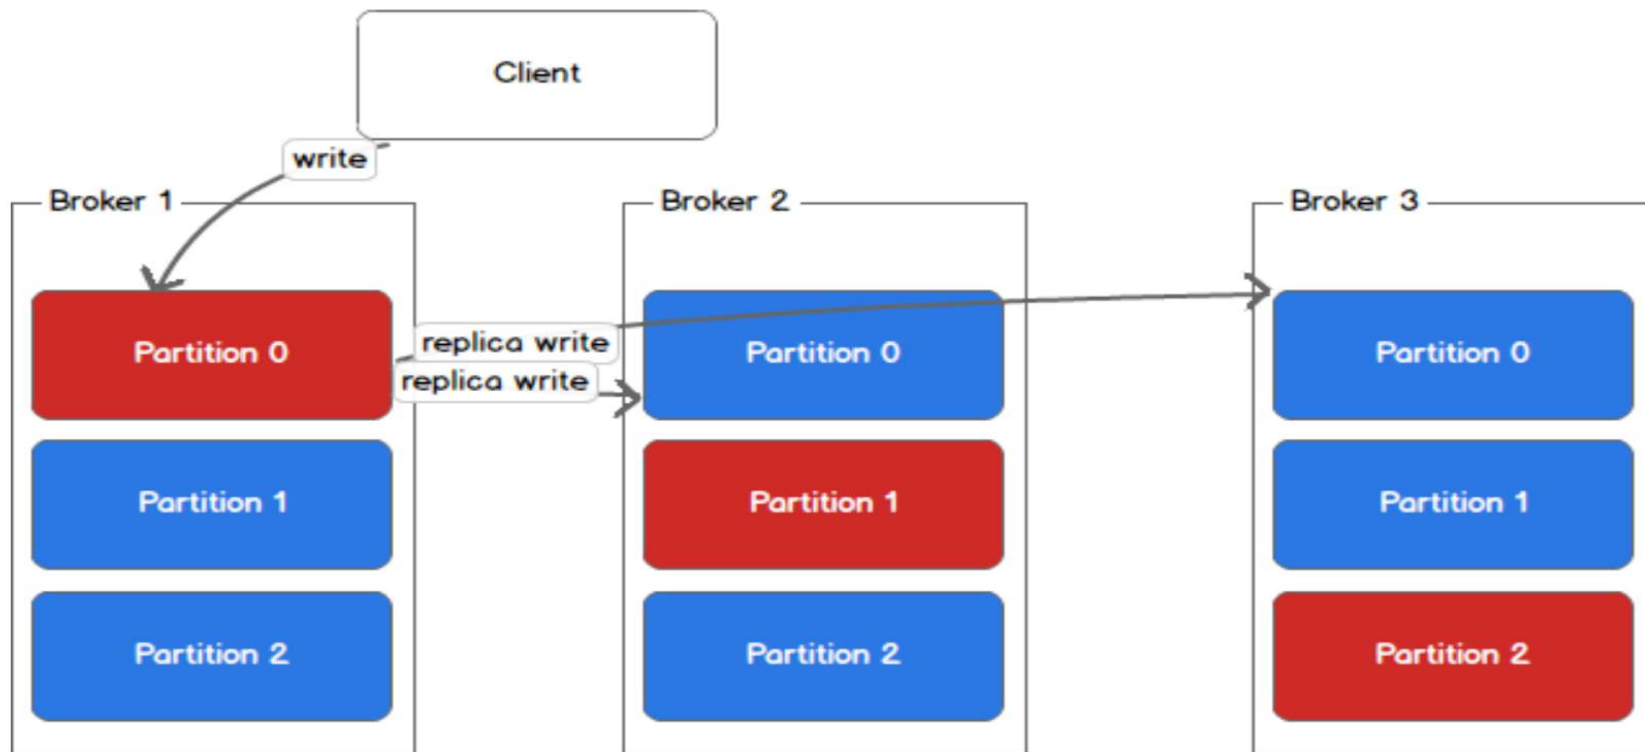 Client
write
Broker 1
Broker 2
Broker 3
Partition 0
replica write
replica write
Partition 0
Partition 0
Partition 1
Partition 1
Partition 1
Partition 2
Partition 2
Partition 2